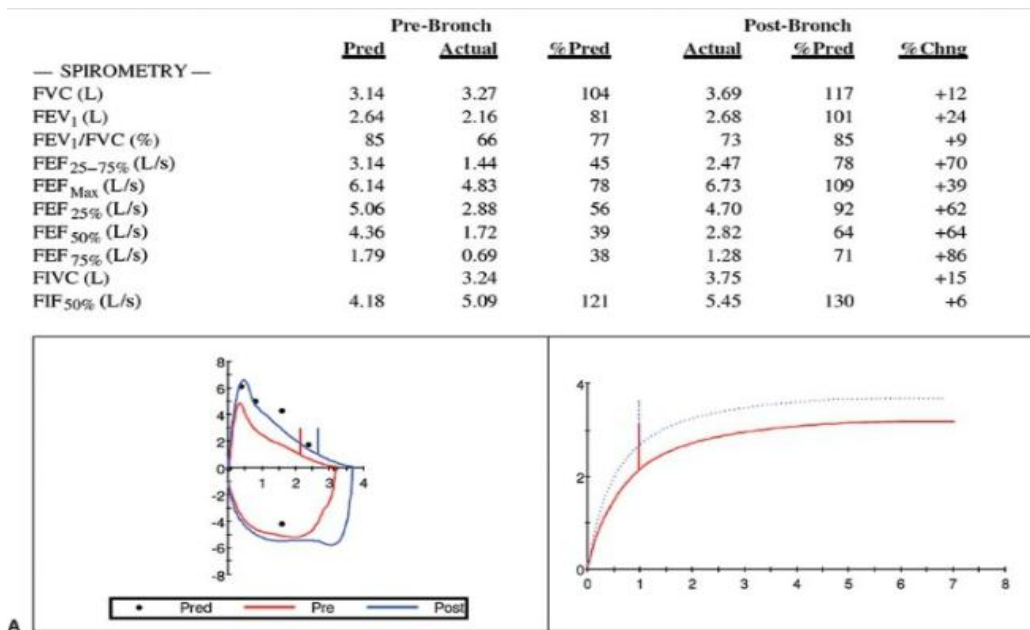 Pre-Bronch Post-Bronch
Pred Actual %Pred Actual %Pred %Chng
— SPIROMETRY —
FVC (L) 3.14 3.27 104 3.69 117 +12
FEV1 (L) 2.64 2.16 81 2.68 101 +24
FEV1/FVC (%) 85 66 77 73 85 +9
FEF25–75% (L/s) 3.14 1.44 45 2.47 78 +70
FEFMax (L/s) 6.14 4.83 78 6.73 109 +39
FEF25% (L/s) 5.06 2.88 56 4.70 92 +62
FEF50% (L/s) 4.36 1.72 39 2.82 64 +64
FEF75% (L/s) 1.79 0.69 38 1.28 71 +86
FIVC (L) 3.24 3.75 +15
FIF50% (L/s) 4.18 5.09 121 5.45 130 +6
8
6
4
2
0
-2
-4
-6
-8
1 2 3 4
Pred Pre Post
4
2
0
0 1 2 3 4 5 6 7 8
A